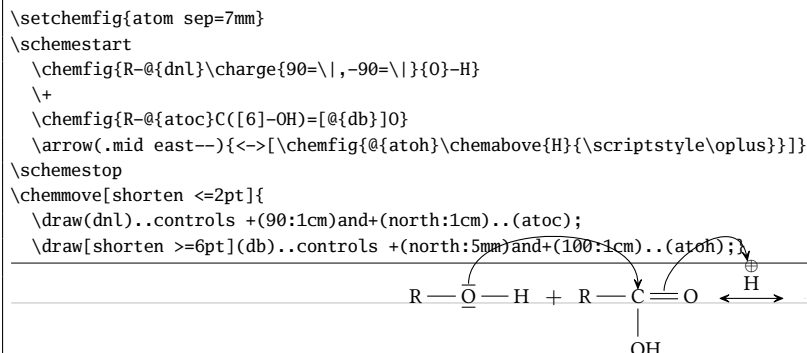 \setchemfig{atom sep=7mm}
\schemestart
\chemfig{R-@{dnl}\charge{90=\|,-90=\|}{O}-H}
\+
\chemfig{R-@{atoc}C([6]-OH)=[@{db}]O}
\arrow(.mid east--){<->[\chemfig{@{atoh}\chemabove{H}{\scriptstyle\oplus}}]}
\schemestop
\chemmove[shorten <=2pt]{
\draw(dnl)..controls +(90:1cm)and+(north:1cm)..(atoc);
\draw[shorten >=6pt](db)..controls +(north:5mm)and+(100:1cm)..(atoh);}
⊕
H
R O H + R C O
OH